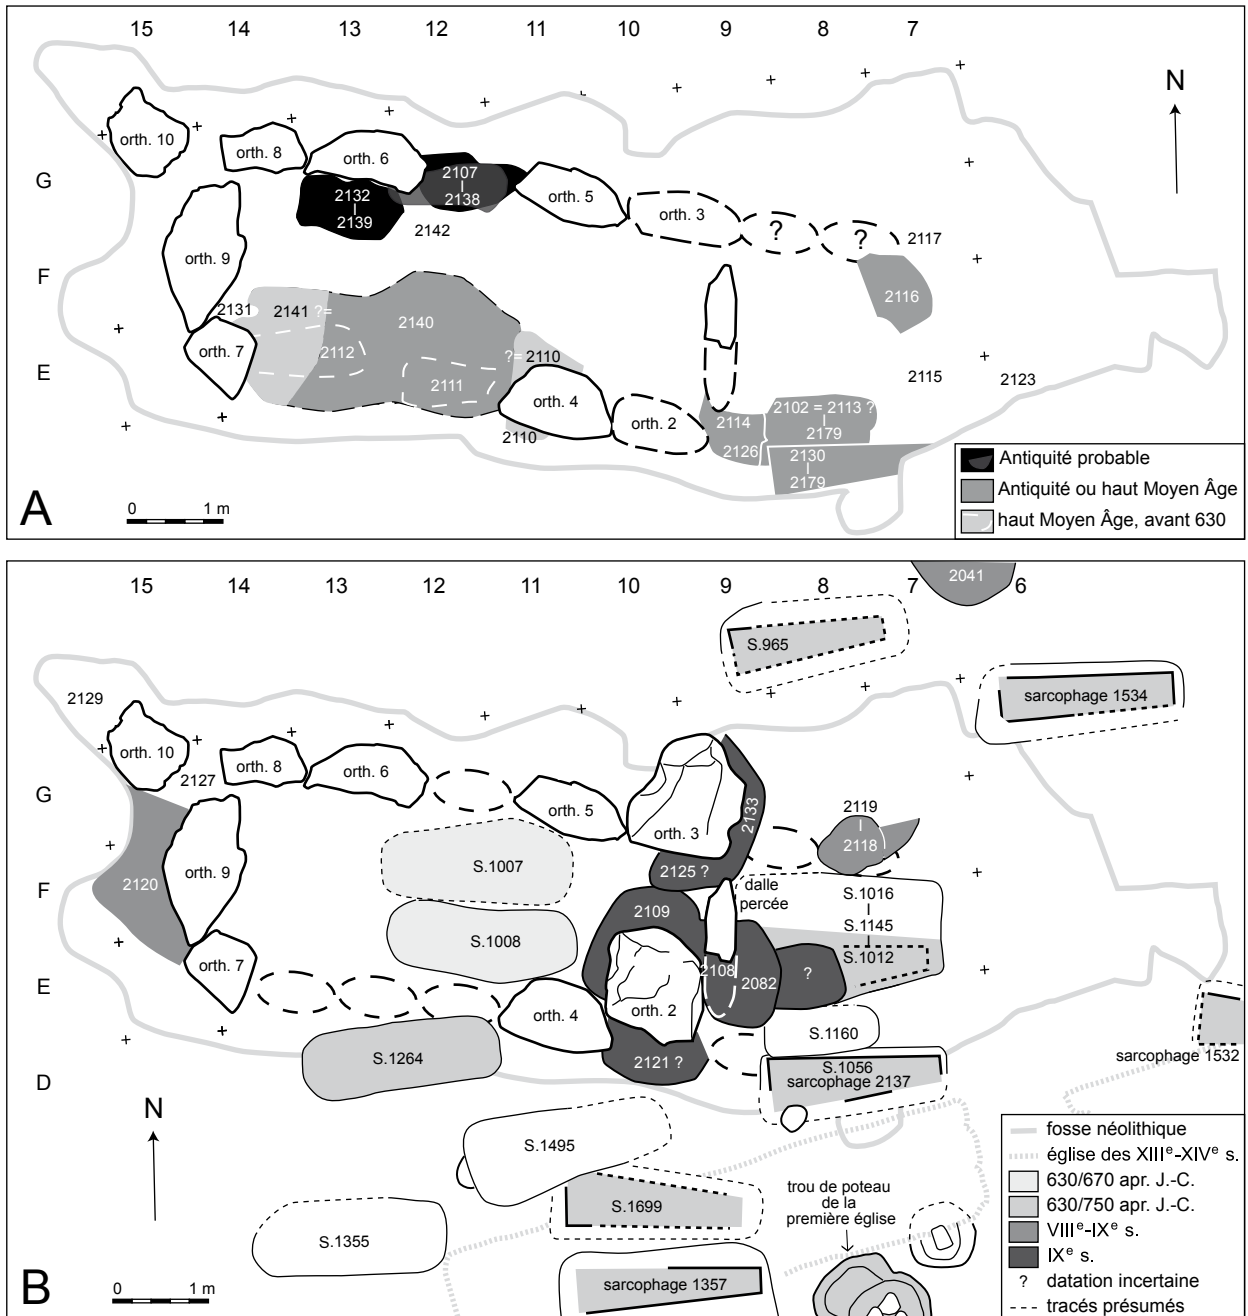 15 14 13 12 11 10 9 8 7
N
orth. 10
orth. 8
orth. 6
2107
2138
G
2132
2139
orth. 5
orth. 3
2142
?
?
2117
orth. 9
F
2116
2131
2141 ?=
2140
orth. 7
2112
?= 2110
E
2111
2115
2123
orth. 4
2102 = 2113 ?
orth. 2
2114
2179
2110
2126
2130
2179
A
0 1 m
Antiquité probable
Antiquité ou haut Moyen Âge
haut Moyen Âge, avant 630
15 14 13 12 11 10 9 8 7 6
2041
S.965
2129
sarcophage 1534
orth. 10
orth. 8
orth. 6
2127
G
orth. 5
orth. 3
2133
2119
2118
orth. 9
S.1007
2125 ?
F
2120
dalle
percée
S.1016
2109
S.1145
S.1008
S.1012
orth. 7
2108
2082
?
E
orth. 4
orth. 2
S.1160
sarcophage 1532
S.1264
2121 ?
S.1056
sarcophage 2137
D
N
S.1495
trou de poteau
de la
première église
S.1699
S.1355
sarcophage 1357
B
0 1 m
fosse néolithique
église des XIIIe-XIVe s.
630/670 apr. J.-C.
630/750 apr. J.-C.
VIIIe-IXe s.
IXe s.
? datation incertaine
tracés présumés